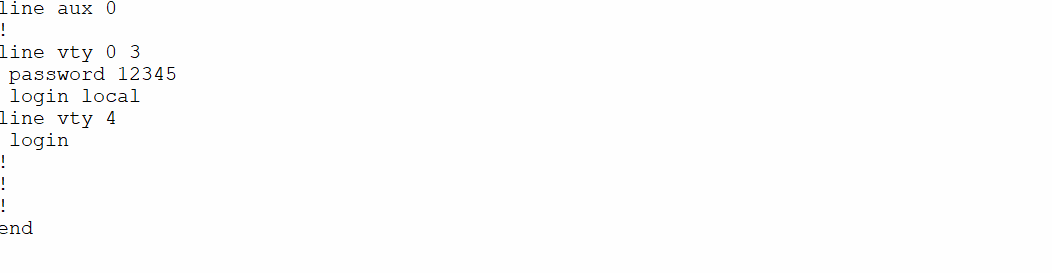 line aux 0
!
line vty 0 3
password 12345
login local
line vty 4
login
!
!
!
end